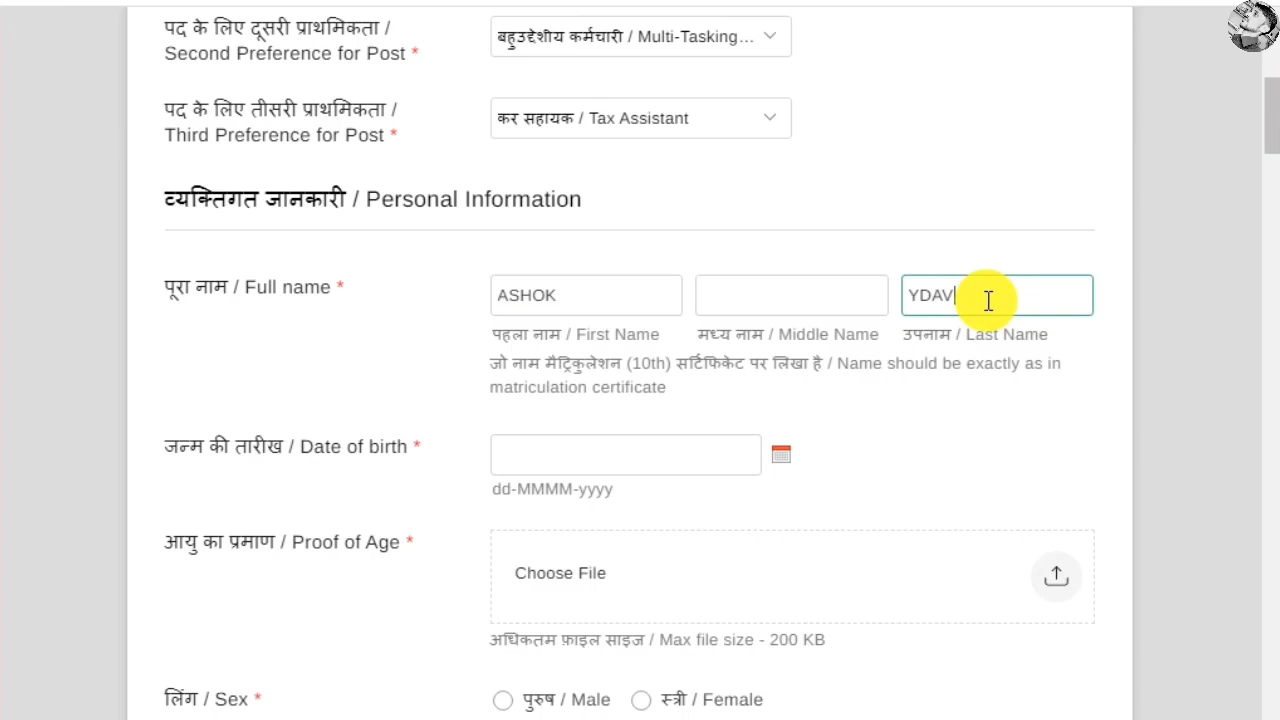 पद के लिए दूसरी प्राथमिकता /
Second Preference for Post *
बहुउद्देशीय कर्मचारी / Multi-Tasking...
पद के लिए तीसरी प्राथमिकता /
Third Preference for Post *
कर सहायक / Tax Assistant
व्यक्तिगत जानकारी / Personal Information
पूरा नाम / Full name *
ASHOK
YDAV
पहला नाम / First Name
मध्य नाम / Middle Name
उपनाम / Last Name
जो नाम मैट्रिकुलेशन (10th) सर्टिफिकेट पर लिखा है / Name should be exactly as in
matriculation certificate
जन्म की तारीख / Date of birth *
dd-MMMM-yyyy
आयु का प्रमाण / Proof of Age *
Choose File
अधिकतम फ़ाइल साइज / Max file size - 200 KB
लिंग / Sex *
पुरुष / Male
स्त्री / Female